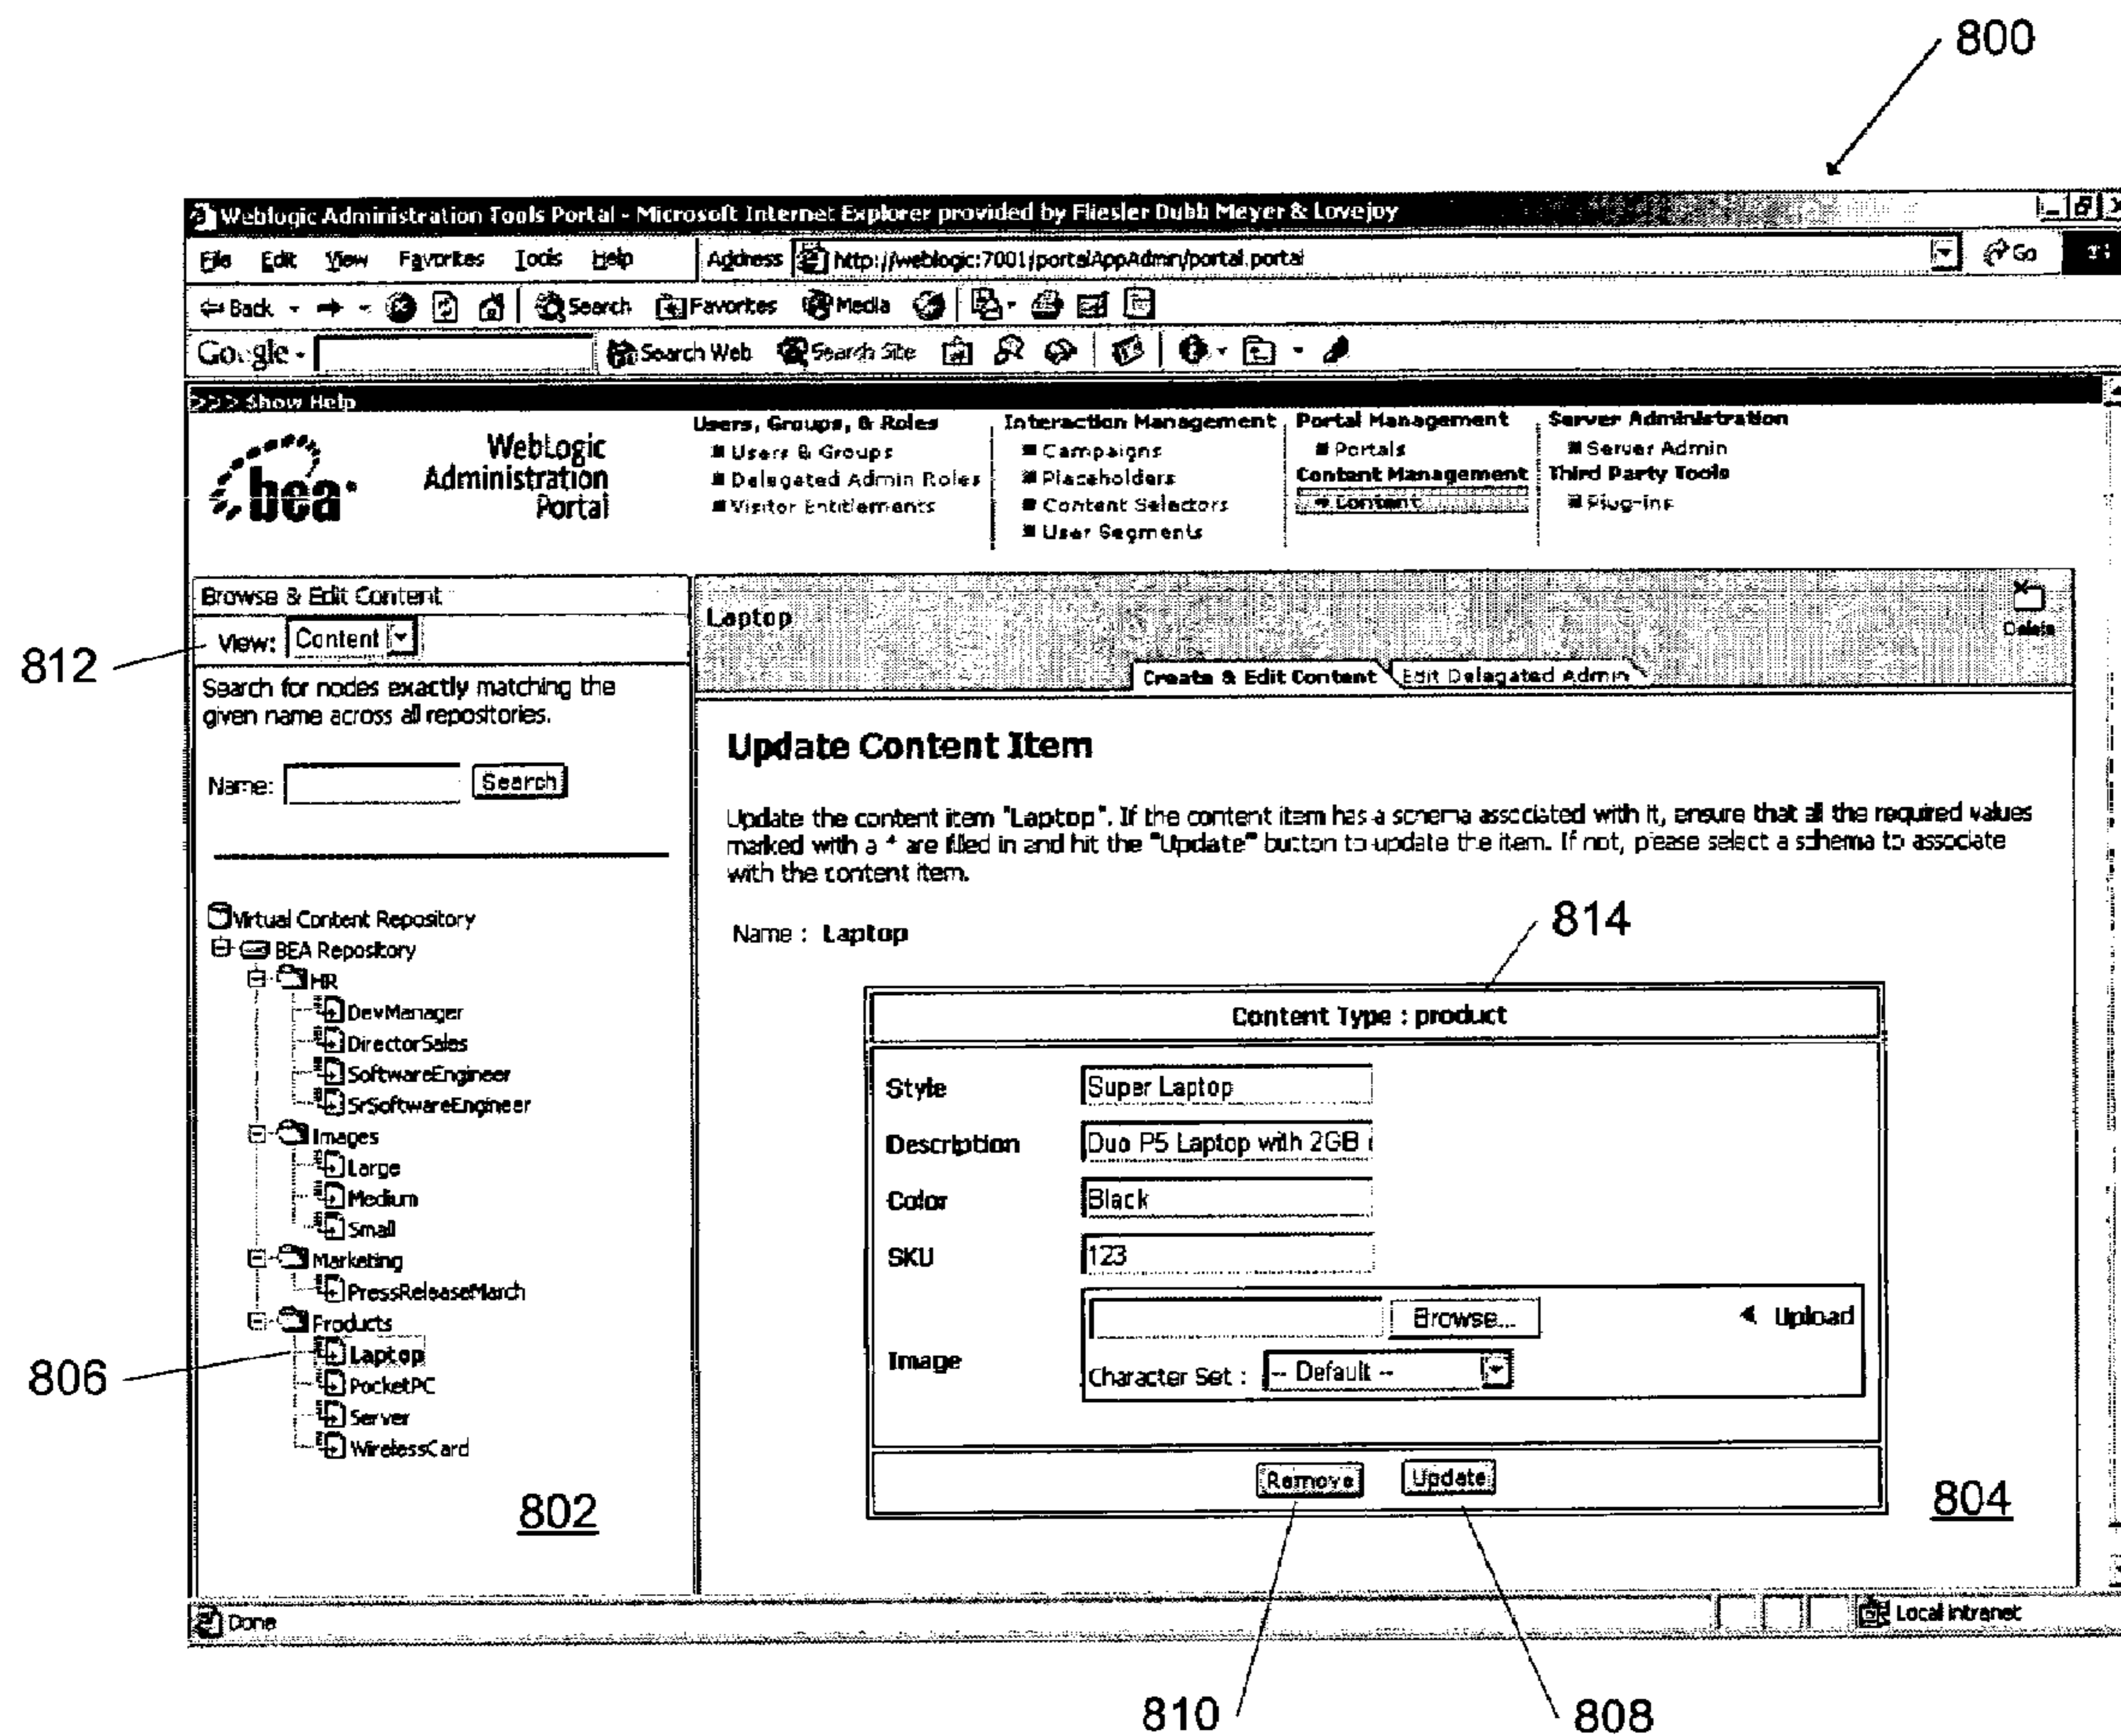 800
Weblogic Administration Tools Portal - Microsoft Internet Explorer provided by Fliesler Dubb Meyer & Lovejoy
File Edit View Favorites Tools Help Address http://weblogic:7001/portalAppAdmin/portal.portal Go
Back Search Favorites Media
Google Search Web Search Site
>>> Show Help
bea WebLogic Administration Portal
Users, Groups, & Roles
Users & Groups
Delegated Admin Roles
Visitor Entitlements
Interaction Management
Campaigns
Placeholders
Content Selectors
User Segments
Portal Management
Portals
Content Management
Content
Server Administration
Server Admin
Third Party Tools
Plug-ins
Browse & Edit Content
812
View: Content
Search for nodes exactly matching the
given name across all repositories.
Name: Search
Virtual Content Repository
BEA Repository
HR
DevManager
DirectorSales
SoftwareEngineer
SrSoftwareEngineer
Images
Large
Medium
Small
Marketing
PressReleaseMarch
Products
806
Laptop
PocketPC
Server
WirelessCard
802
Laptop
Delete
Create & Edit Content Edit Delegated Admin
Update Content Item
Update the content item "Laptop". If the content item has a schema associated with it, ensure that all the required values
marked with a * are filled in and hit the "Update" button to update the item. If not, please select a schema to associate
with the content item.
Name : Laptop
814
Content Type : product
Style Super Laptop
Description Duo P5 Laptop with 2GB
Color Black
SKU 123
Browse... Upload
Image
Character Set : -- Default --
Remove Update
804
Done Local intranet
810 808